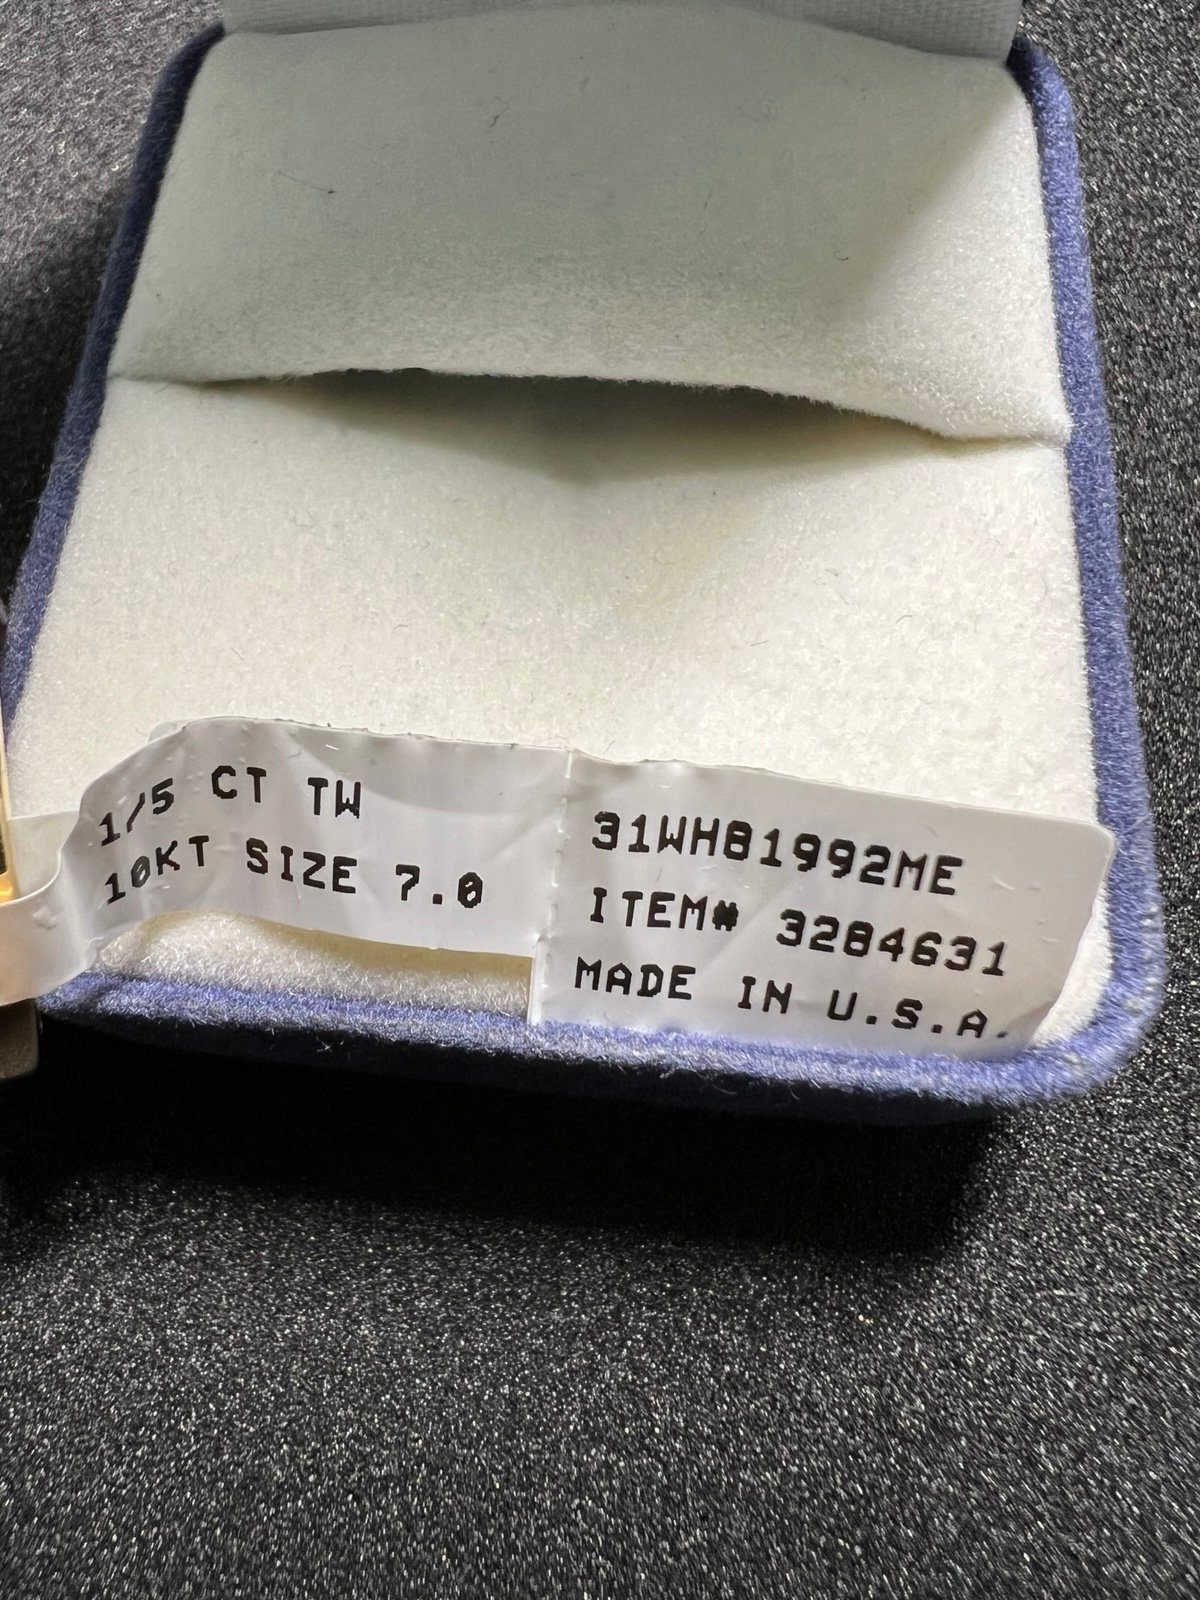 1/5 CT TW
10KT SIZE 7.0
31WH81992ME
ITEM# 3284631
MADE IN U.S.A.